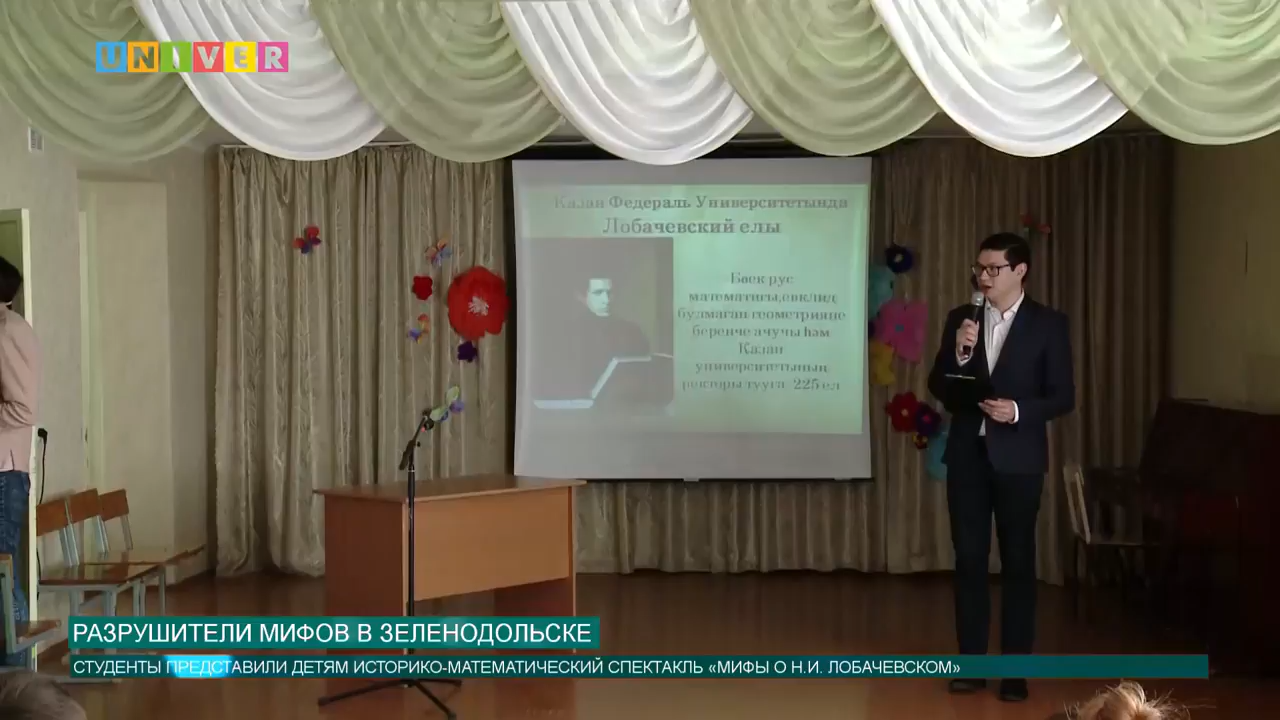 UNIVER
Казан Федераль Университетында
Лобачевский елы
Бөек рус
математигы,евклид
булмаган геометрияне
беренче ачучы һәм
Казан
университетының
ректоры тууга 225 ел
РАЗРУШИТЕЛИ МИФОВ В ЗЕЛЕНОДОЛЬСКЕ
СТУДЕНТЫ ПРЕДСТАВИЛИ ДЕТЯМ ИСТОРИКО-МАТЕМАТИЧЕСКИЙ СПЕКТАКЛЬ «МИФЫ О Н.И. ЛОБАЧЕВСКОМ»